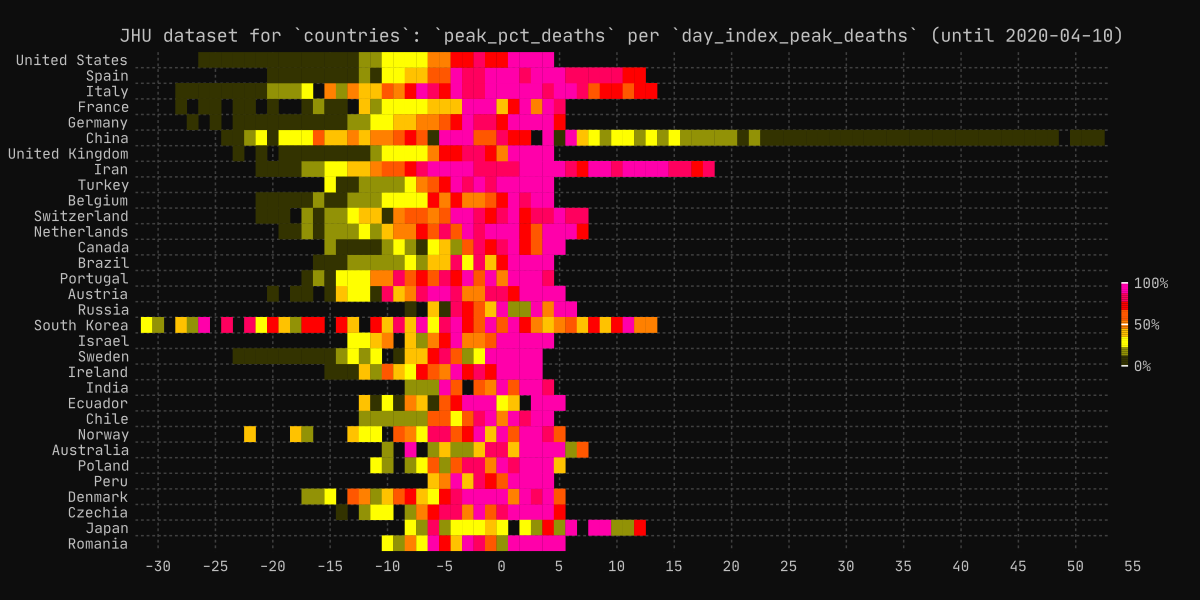 JHU dataset for `countries`: `peak_pct_deaths` per `day_index_peak_deaths` (until 2020-04-10)
United States
Spain
Italy
France
Germany
China
United Kingdom
Iran
Turkey
Belgium
Switzerland
Netherlands
Canada
Brazil
Portugal
Austria
Russia
South Korea
Israel
Sweden
Ireland
India
Ecuador
Chile
Norway
Australia
Poland
Peru
Denmark
Czechia
Japan
Romania
100%
50%
0%
-30 -25 -20 -15 -10 -5 0 5 10 15 20 25 30 35 40 45 50 55